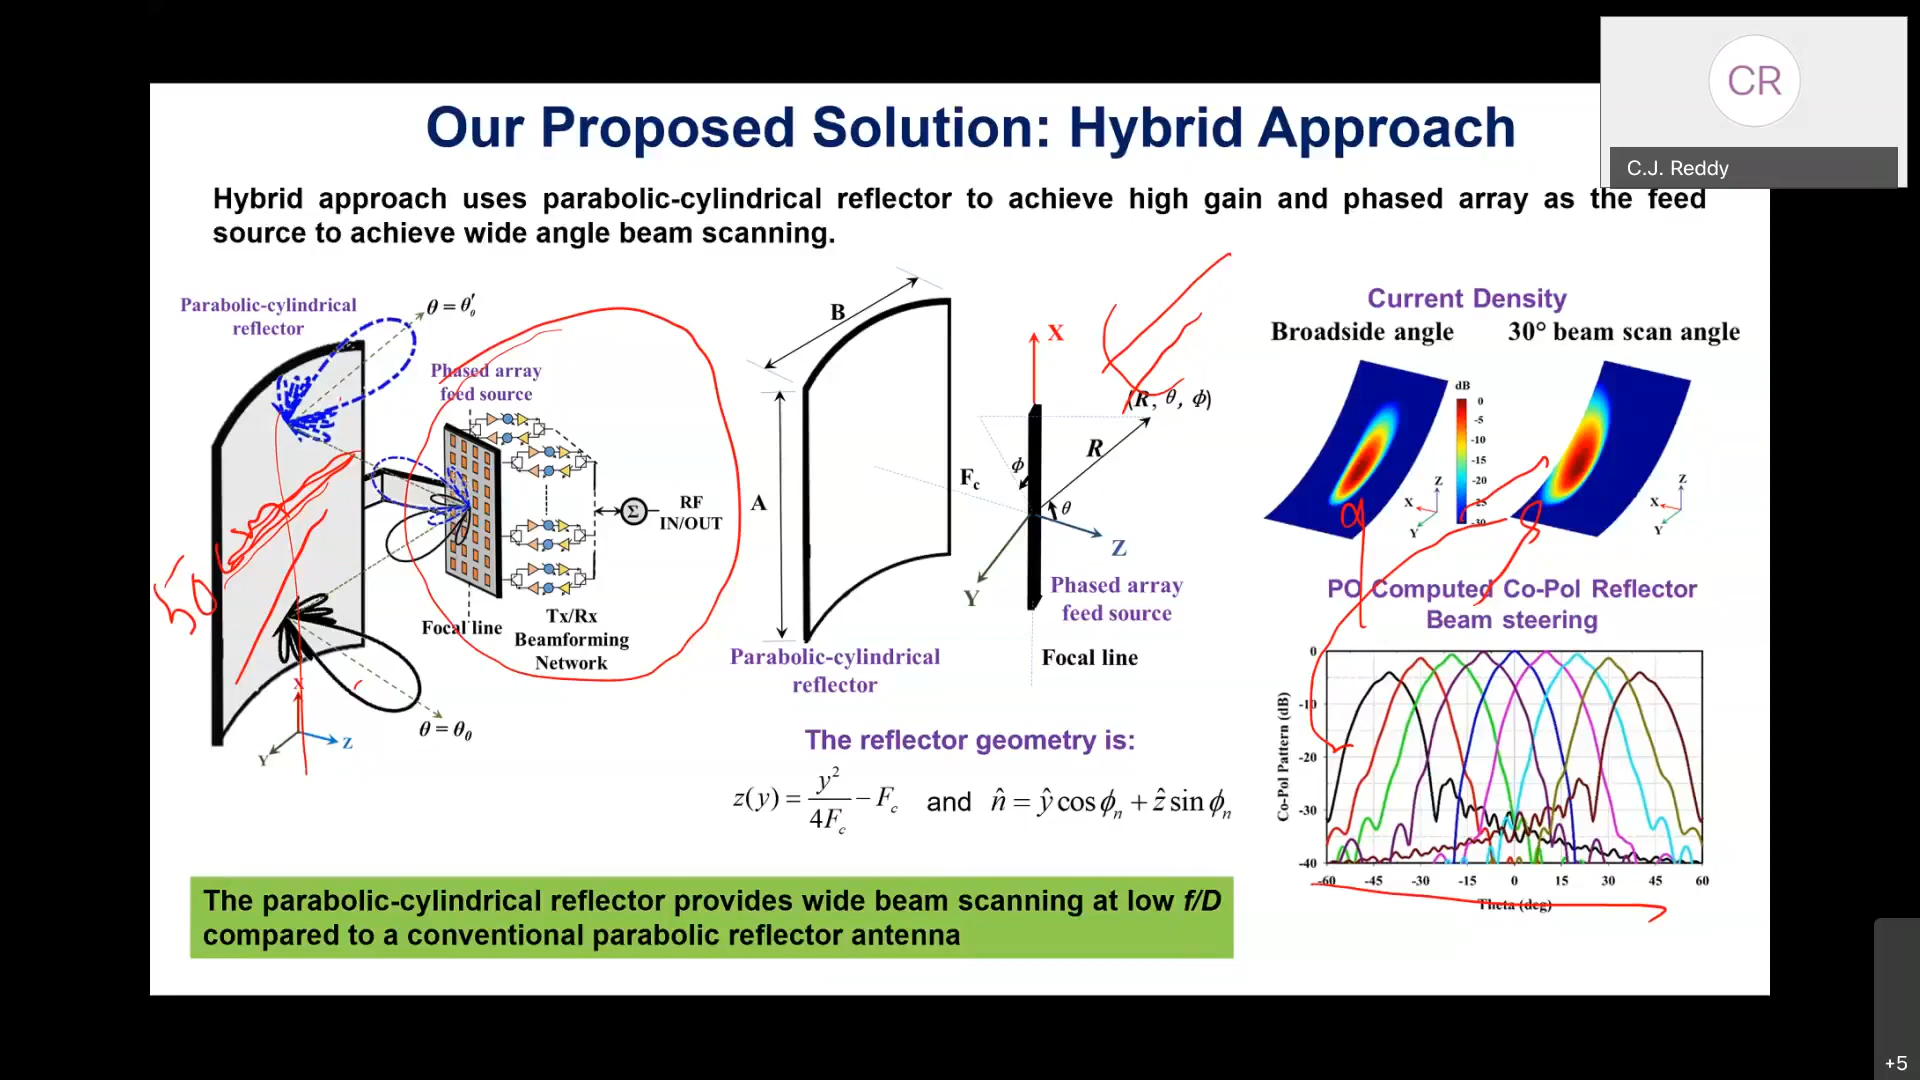 CR
C.J. Reddy
Our Proposed Solution: Hybrid Approach
Hybrid approach uses parabolic-cylindrical reflector to achieve high gain and phased array as the feed
source to achieve wide angle beam scanning.
Parabolic-cylindrical
reflector
θ = θ'₀
Phased array
feed source
Σ
RF
IN/OUT
Focal line
Tx/Rx
Beamforming
Network
50
X
Y
Z
θ = θ₀
B
A
Parabolic-cylindrical
reflector
X
(R, θ, ϕ)
R
ϕ
F_c
θ
Z
Y
Phased array
feed source
Focal line
The reflector geometry is:
z(y) = y²/4F_c − F_c and n̂ = ŷ cos ϕ_n + ẑ sin ϕ_n
The parabolic-cylindrical reflector provides wide beam scanning at low f/D
compared to a conventional parabolic reflector antenna
Current Density
Broadside angle
30° beam scan angle
dB
0
-5
-10
-15
-20
-25
-30
Z
X
Y
Z
X
Y
PO Computed Co-Pol Reflector
Beam steering
Co-Pol Pattern (dB)
0
-10
-20
-30
-40
-60 -45 -30 -15 0 15 30 45 60
Theta (deg)
+5